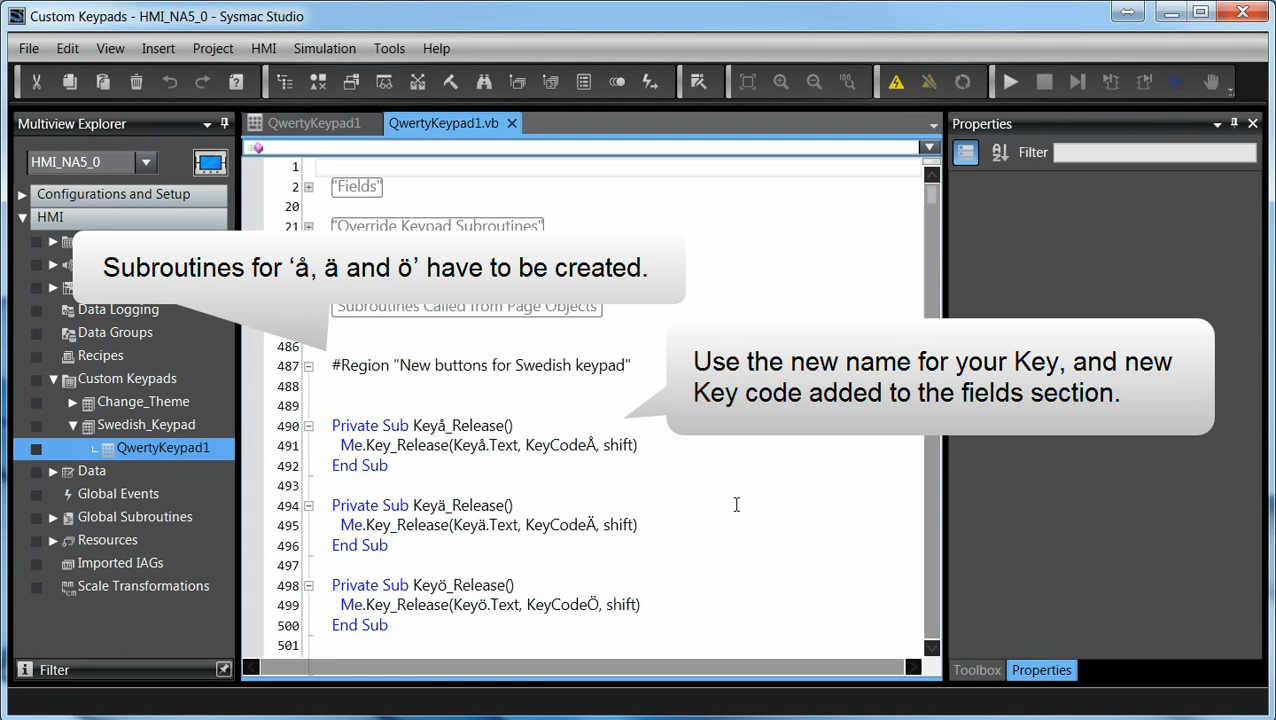 Custom Keypads - HMI_NA5_0 - Sysmac Studio
File Edit View Insert Project HMI Simulation Tools Help
Multiview Explorer
QwertyKeypad1
QwertyKeypad1.vb
Properties
HMI_NA5_0
Filter
Configurations and Setup
HMI
Data Logging
Data Groups
Recipes
Custom Keypads
Change_Theme
Swedish_Keypad
QwertyKeypad1
Data
Global Events
Global Subroutines
Resources
Imported IAGs
Scale Transformations
Filter
1
2 "Fields"
20
21 "Override Keypad Subroutines"
Subroutines for ‘å, ä and ö’ have to be created.
"Subroutines Called from Page Objects
486
487 #Region "New buttons for Swedish keypad"
488
489
490 Private Sub Keyå_Release()
491 Me.Key_Release(Keyå.Text, KeyCodeÅ, shift)
492 End Sub
493
494 Private Sub Keyä_Release()
495 Me.Key_Release(Keyä.Text, KeyCodeÄ, shift)
496 End Sub
497
498 Private Sub Keyö_Release()
499 Me.Key_Release(Keyö.Text, KeyCodeÖ, shift)
500 End Sub
501
Use the new name for your Key, and new
Key code added to the fields section.
Toolbox Properties